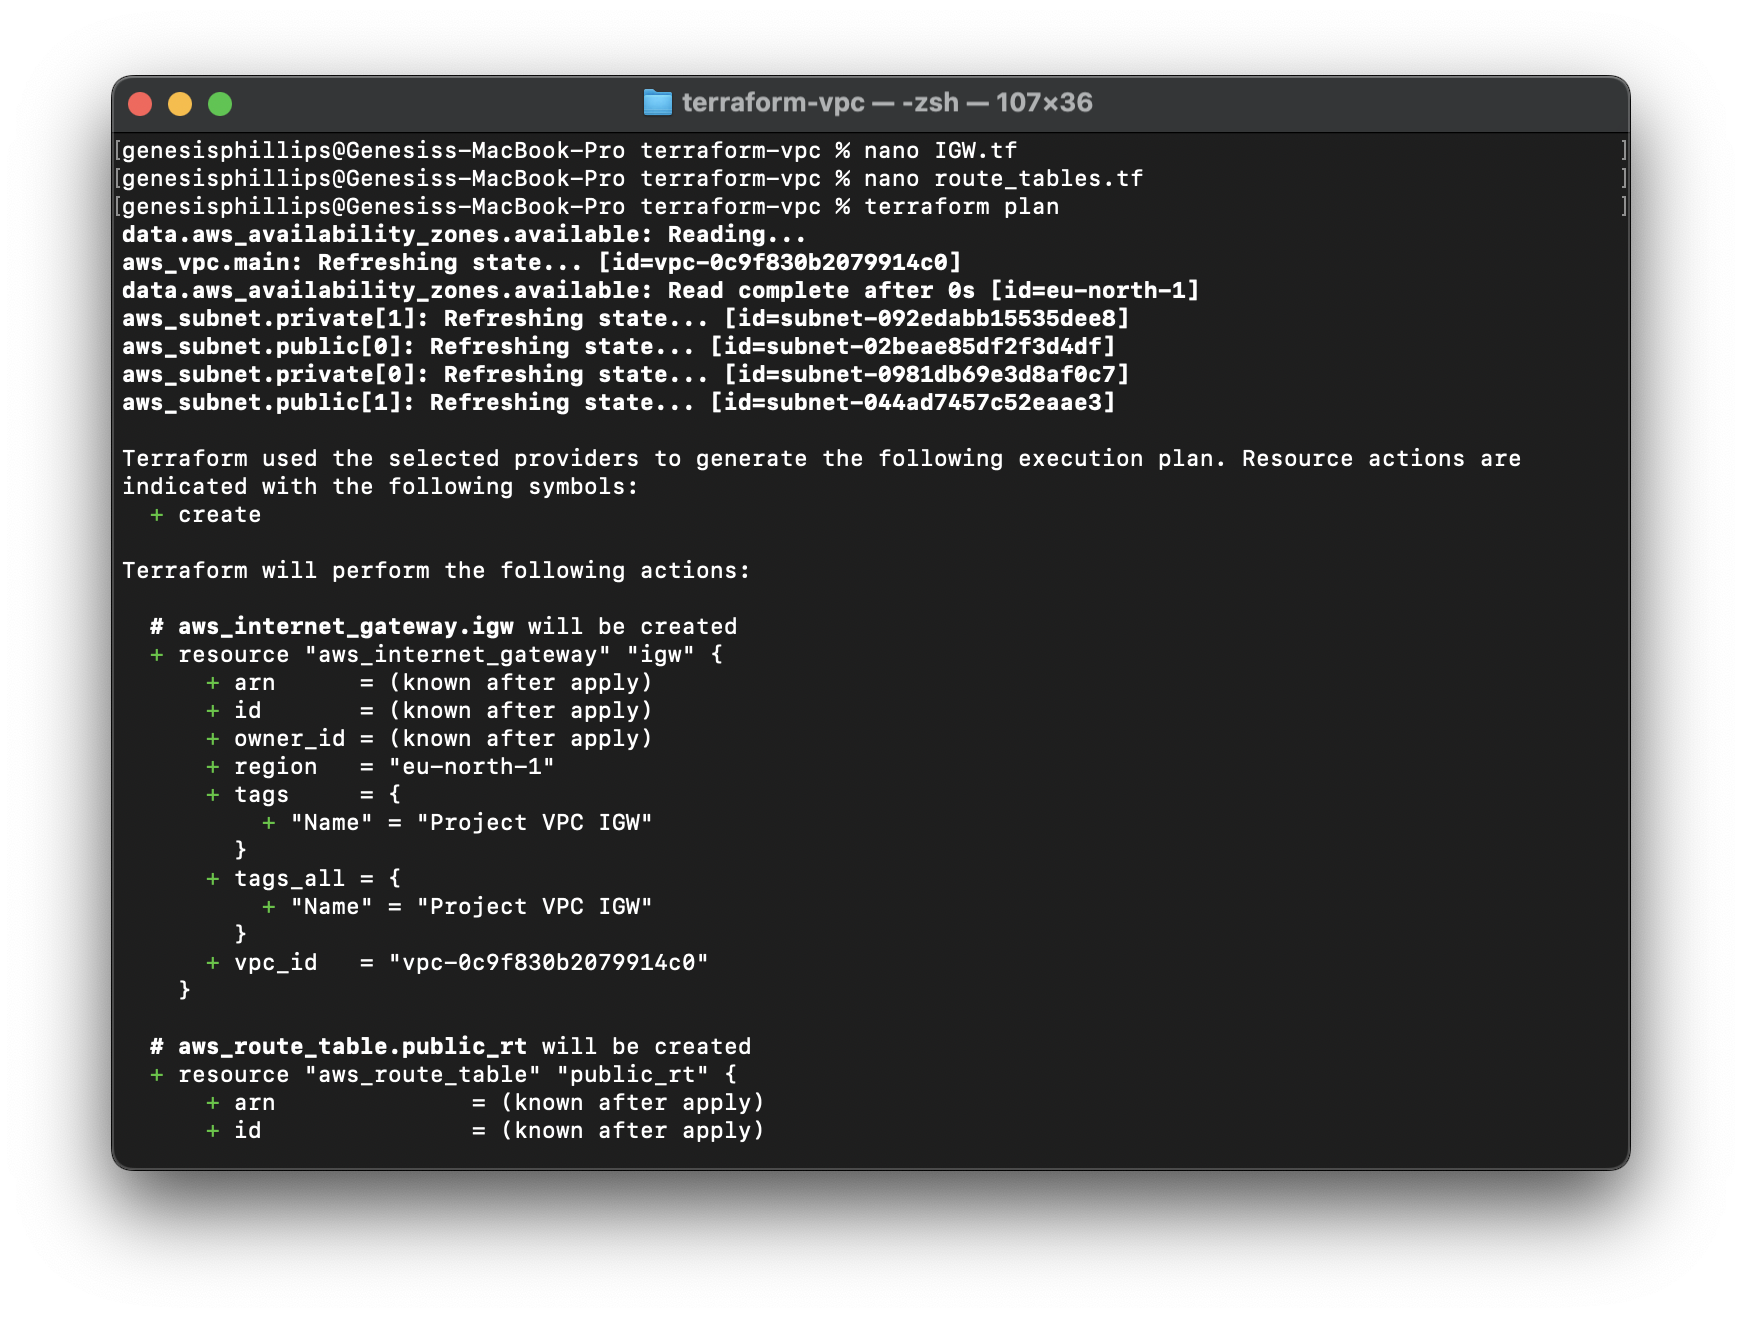 terraform-vpc — -zsh — 107×36
[genesisphillips@Genesiss-MacBook-Pro terraform-vpc % nano IGW.tf ]
[genesisphillips@Genesiss-MacBook-Pro terraform-vpc % nano route_tables.tf ]
[genesisphillips@Genesiss-MacBook-Pro terraform-vpc % terraform plan ]
data.aws_availability_zones.available: Reading...
aws_vpc.main: Refreshing state... [id=vpc-0c9f830b2079914c0]
data.aws_availability_zones.available: Read complete after 0s [id=eu-north-1]
aws_subnet.private[1]: Refreshing state... [id=subnet-092edabb15535dee8]
aws_subnet.public[0]: Refreshing state... [id=subnet-02beae85df2f3d4df]
aws_subnet.private[0]: Refreshing state... [id=subnet-0981db69e3d8af0c7]
aws_subnet.public[1]: Refreshing state... [id=subnet-044ad7457c52eaae3]

Terraform used the selected providers to generate the following execution plan. Resource actions are
indicated with the following symbols:
  + create

Terraform will perform the following actions:

  # aws_internet_gateway.igw will be created
  + resource "aws_internet_gateway" "igw" {
      + arn      = (known after apply)
      + id       = (known after apply)
      + owner_id = (known after apply)
      + region   = "eu-north-1"
      + tags     = {
          + "Name" = "Project VPC IGW"
        }
      + tags_all = {
          + "Name" = "Project VPC IGW"
        }
      + vpc_id   = "vpc-0c9f830b2079914c0"
    }

  # aws_route_table.public_rt will be created
  + resource "aws_route_table" "public_rt" {
      + arn              = (known after apply)
      + id               = (known after apply)